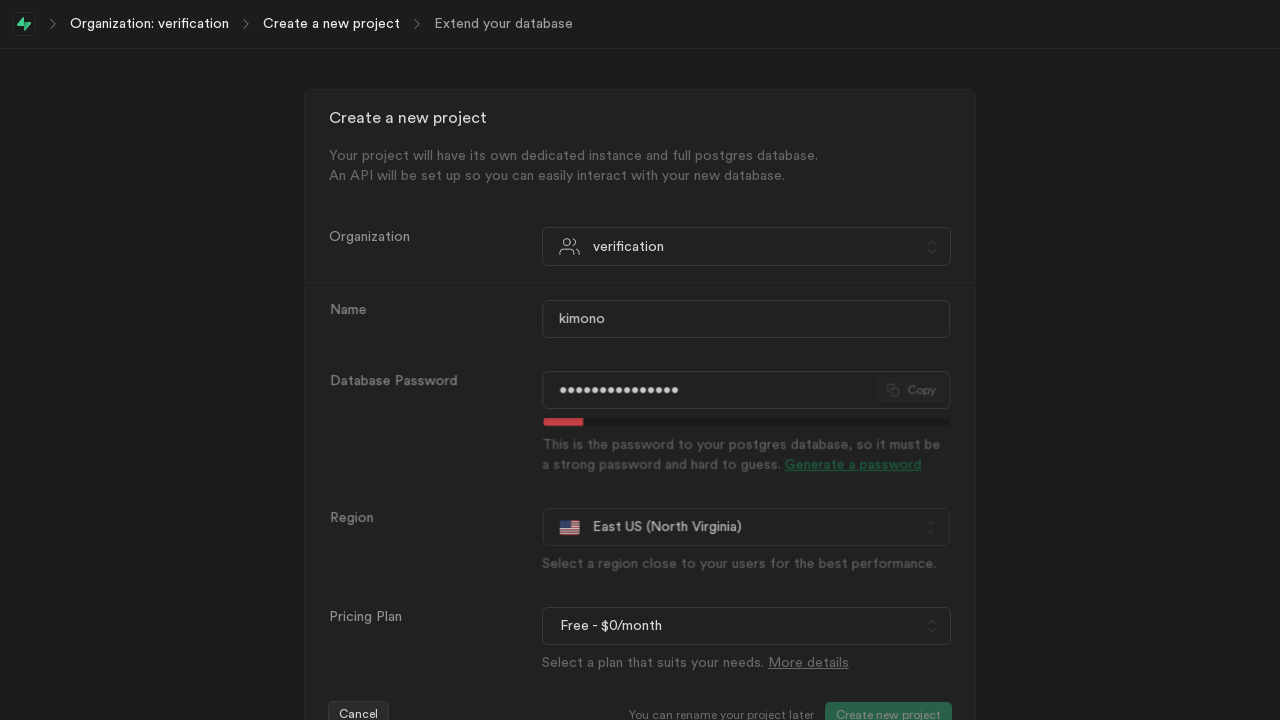 Organization: verification
Create a new project
Extend your database
Create a new project
Your project will have its own dedicated instance and full postgres database.
An API will be set up so you can easily interact with your new database.
Organization
verification
Name
kimono
Database Password
•••••••••••••••
Copy
This is the password to your postgres database, so it must be
a strong password and hard to guess. Generate a password
Region
East US (North Virginia)
Select a region close to your users for the best performance.
Pricing Plan
Free - $0/month
Select a plan that suits your needs. More details
Cancel
You can rename your project later
Create new project